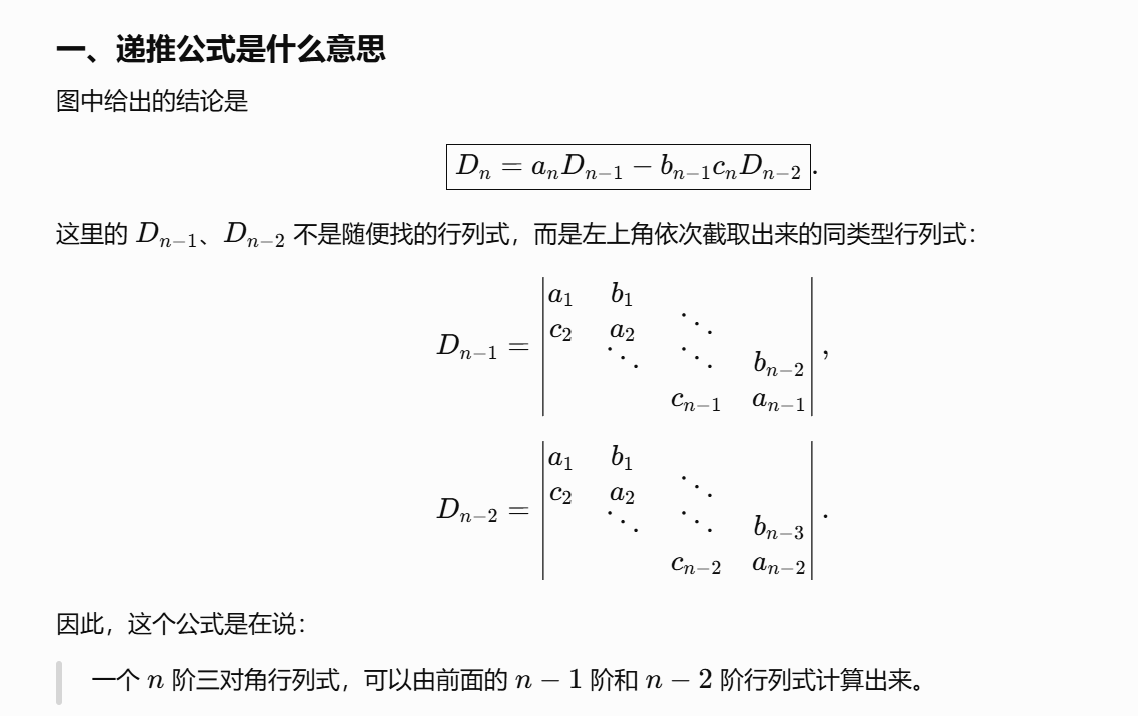 一、递推公式是什么意思
图中给出的结论是
D_n = a_n D_{n-1} − b_{n-1} c_n D_{n-2}.
这里的 D_{n-1}、D_{n-2} 不是随便找的行列式，而是左上角依次截取出来的同类型行列式：
D_{n-1} = | a_1 b_1
c_2 a_2 ⋱
⋱ ⋱ b_{n-2}
c_{n-1} a_{n-1} | ,
D_{n-2} = | a_1 b_1
c_2 a_2 ⋱
⋱ ⋱ b_{n-3}
c_{n-2} a_{n-2} | .
因此，这个公式是在说：
一个 n 阶三对角行列式，可以由前面的 n − 1 阶和 n − 2 阶行列式计算出来。